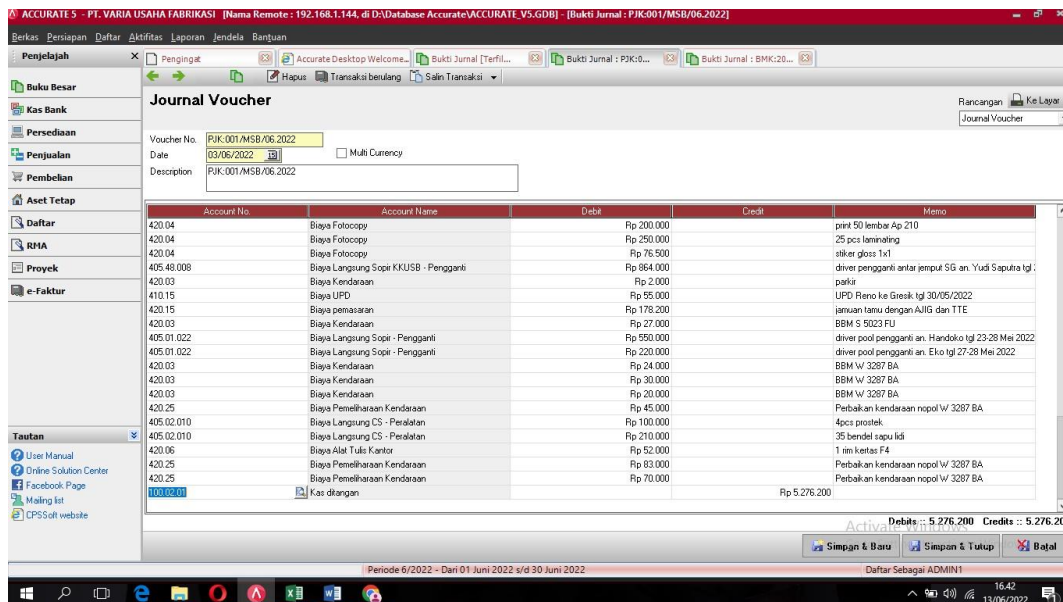 ACCURATE 5 - PT. VARIA USAHA FABRIKASI [Nama Remote : 192.168.1.144, di D:\Database Accurate\ACCURATE_V5.GDB] - [Bukti Jurnal : PJK:001/MSB/06.2022]
Berkas Persiapan Daftar Aktifitas Laporan Jendela Bantuan
Penjelajah X Pengingat Accurate Desktop Welcome... Bukti Jurnal [Terfil... Bukti Jurnal : PJK:0... Bukti Jurnal : BMK:20...
Hapus Transaksi berulang Salin Transaksi
Buku Besar
Kas Bank
Persediaan
Penjualan
Pembelian
Aset Tetap
Daftar
RMA
Proyek
e-Faktur
Journal Voucher
Rancangan Ke Layar
Journal Voucher
Voucher No. PJK:001/MSB/06.2022
Date 03/06/2022 15 Multi Currency
Description PJK:001/MSB/06.2022
Account No. Account Name Debit Credit Memo
420.04 Biaya Fotocopy Rp 200.000 print 50 lembar Ap 210
420.04 Biaya Fotocopy Rp 250.000 25 pcs laminating
420.04 Biaya Fotocopy Rp 76.500 stiker gloss 1x1
405.48.008 Biaya Langsung Sopir KKUSB - Pengganti Rp 864.000 driver pengganti antar jemput SG an. Yudi Saputra tgl
420.03 Biaya Kendaraan Rp 2.000 parkir
410.15 Biaya UPD Rp 55.000 UPD Reno ke Gresik tgl 30/05/2022
420.15 Biaya pemasaran Rp 178.200 jamuan tamu dengan AJIG dan TTE
420.03 Biaya Kendaraan Rp 27.000 BBM S 5023 FU
405.01.022 Biaya Langsung Sopir - Pengganti Rp 550.000 driver pool pengganti an. Handoko tgl 23-28 Mei 2022
405.01.022 Biaya Langsung Sopir - Pengganti Rp 220.000 driver pool pengganti an. Eko tgl 27-28 Mei 2022
420.03 Biaya Kendaraan Rp 24.000 BBM W 3287 BA
420.03 Biaya Kendaraan Rp 30.000 BBM W 3287 BA
420.03 Biaya Kendaraan Rp 20.000 BBM W 3287 BA
420.25 Biaya Pemeliharaan Kendaraan Rp 45.000 Perbaikan kendaraan nopol W 3287 BA
405.02.010 Biaya Langsung CS - Peralatan Rp 100.000 4pcs prostek
405.02.010 Biaya Langsung CS - Peralatan Rp 210.000 35 bendel sapu lidi
420.06 Biaya Alat Tulis Kantor Rp 52.000 1 rim kertas F4
420.25 Biaya Pemeliharaan Kendaraan Rp 83.000 Perbaikan kendaraan nopol W 3287 BA
420.25 Biaya Pemeliharaan Kendaraan Rp 70.000 Perbaikan kendaraan nopol W 3287 BA
100.02.01 Kas ditangan Rp 5.276.200
Tautan
User Manual
Online Solution Center
Facebook Page
Mailing list
CPSSoft website
Debits :: 5.276.200 Credits :: 5.276.20
Activate Windows
Simpan & Baru Simpan & Tutup Batal
Periode 6/2022 - Dari 01 Juni 2022 s/d 30 Juni 2022 Daftar Sebagai ADMIN1
16.42
13/06/2022